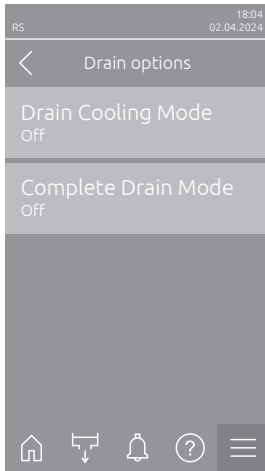 18:04
RS 02.04.2024
Drain options
Drain Cooling Mode
Off
Complete Drain Mode
Off
?